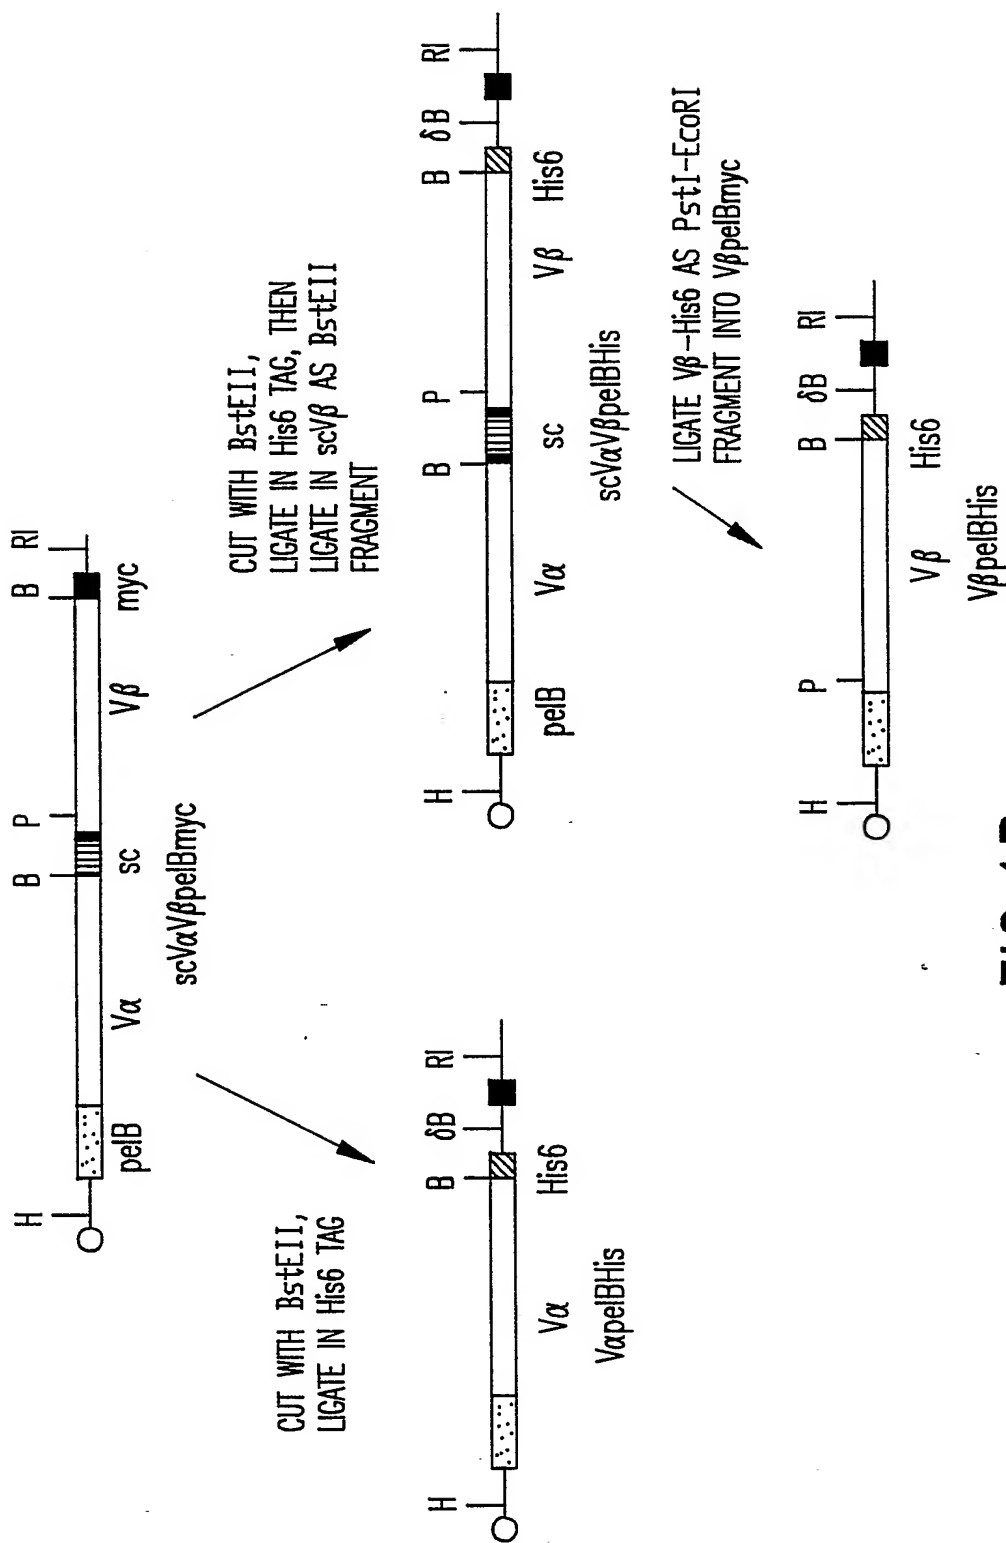 H B P B RI
pelB Vα sc Vβ myc
scVαVβpelBmyc
CUT WITH BstEII,
LIGATE IN His6 TAG
CUT WITH BstEII,
LIGATE IN His6 TAG, THEN
LIGATE IN scVβ AS BstEII
FRAGMENT
H B δB RI
Vα His6
VαpelBHis
H B P B δB RI
pelB Vα sc Vβ His6
scVαVβpelBHis
LIGATE Vβ-His6 AS PstI-EcoRI
FRAGMENT INTO VβpelBmyc
H P B δB RI
Vβ His6
VβpelBHis